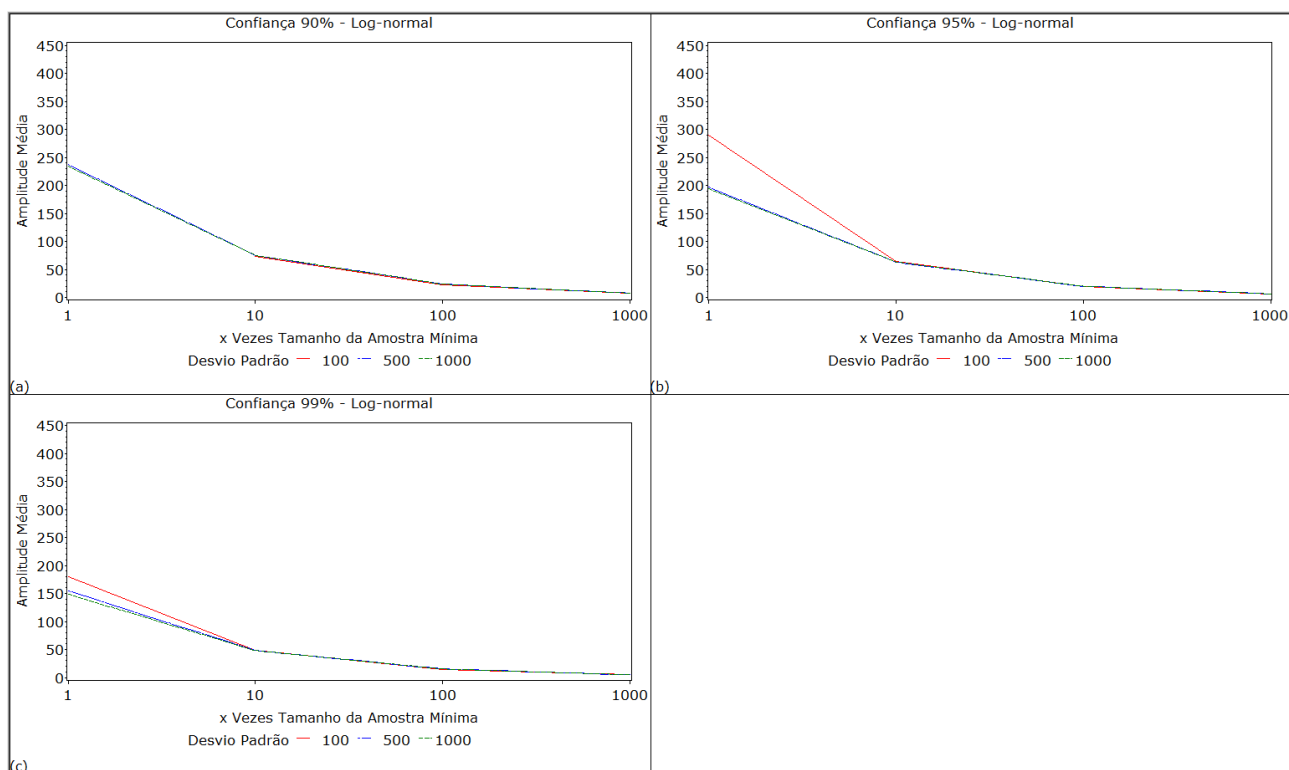 Confiança 90% - Log-normal
Amplitude Média
450
400
350
300
250
200
150
100
50
0
1 10 100 1000
x Vezes Tamanho da Amostra Mínima
Desvio Padrão 100 500 1000
(a)
Confiança 95% - Log-normal
Amplitude Média
450
400
350
300
250
200
150
100
50
0
1 10 100 1000
x Vezes Tamanho da Amostra Mínima
Desvio Padrão 100 500 1000
(b)
Confiança 99% - Log-normal
Amplitude Média
450
400
350
300
250
200
150
100
50
0
1 10 100 1000
x Vezes Tamanho da Amostra Mínima
Desvio Padrão 100 500 1000
(c)